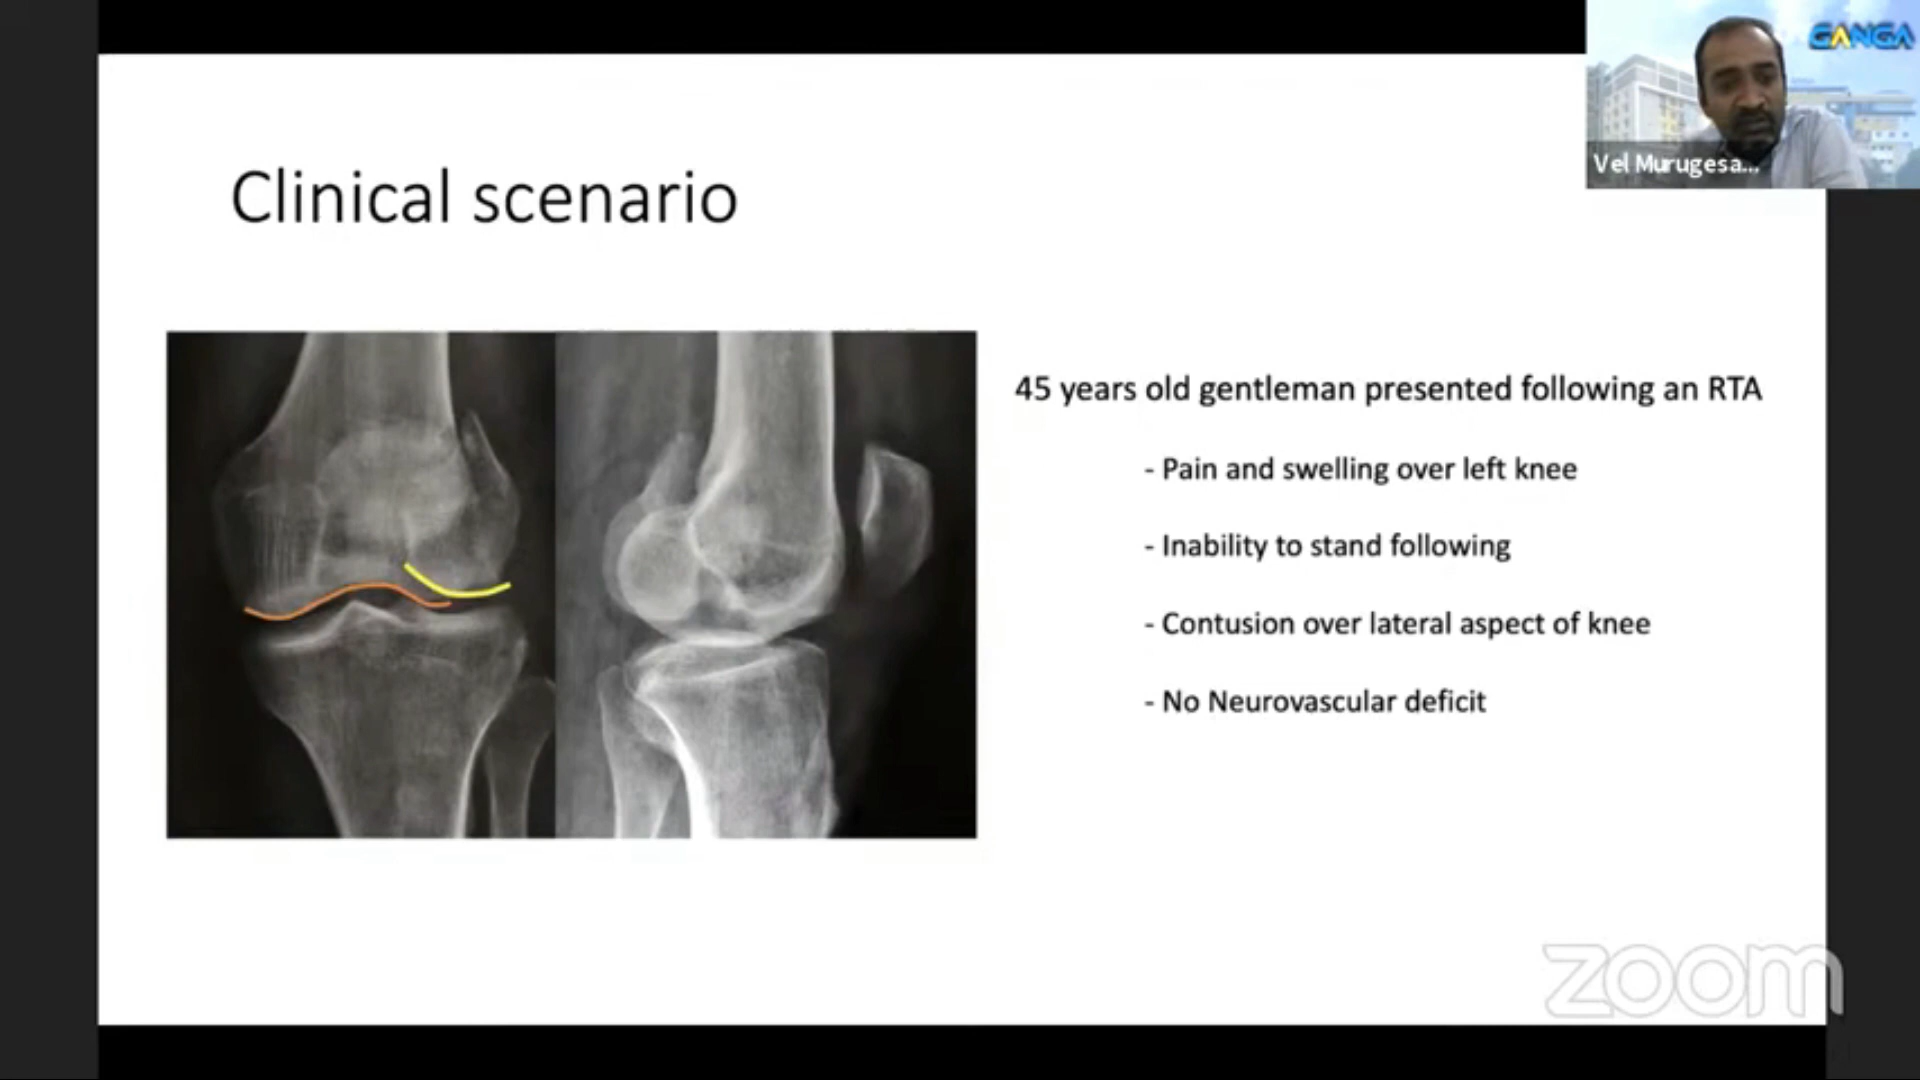 GANGA
Vel Murugesa...
Clinical scenario
45 years old gentleman presented following an RTA
- Pain and swelling over left knee
- Inability to stand following
- Contusion over lateral aspect of knee
- No Neurovascular deficit
zoom